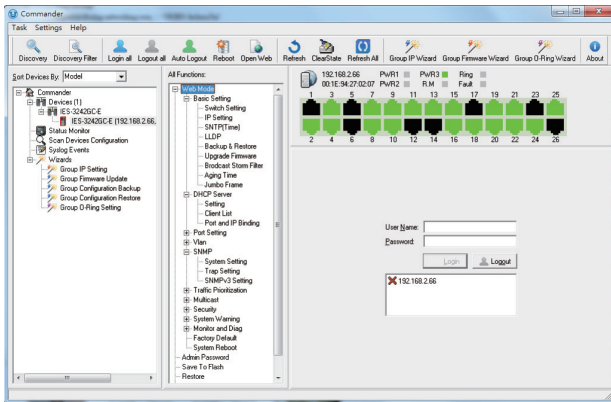 Commander
Task Settings Help
Discovery Discovery Filter Login all Logout all Auto Logout Reboot Open Web Refresh ClearState Refresh All Group IP Wizard Group Firmware Wizard Group O-Ring Wizard About
Sort Devices By: Model
Commander
Devices (1)
IES-3242GC-E
IES-3242GC-E [192.168.2.66,
Status Monitor
Scan Devices Configuration
Syslog Events
Wizards
Group IP Setting
Group Firmware Update
Group Configuration Backup
Group Configuration Restore
Group O-Ring Setting
All Functions:
Web Mode
Basic Setting
Switch Setting
IP Setting
SNTP(Time)
LLDP
Backup & Restore
Upgrade Firmware
Brodcast Storm Filter
Aging Time
Jumbo Frame
DHCP Server
Setting
Client List
Port and IP Binding
Port Setting
Vlan
SNMP
System Setting
Trap Setting
SNMPv3 Setting
Traffic Prioritization
Multicast
Security
System Warning
Monitor and Diag
Factory Default
System Reboot
Admin Password
Save To Flash
Restore
192.168.2.66 PWR1 PWR3 Ring
00:1E:94:27:02:07 PWR2 R.M Fault
1 3 5 7 9 11 13 15 17 19 21 23 25
2 4 6 8 10 12 14 16 18 20 22 24 26
User Name:
Password:
Login Logout
192.168.2.66